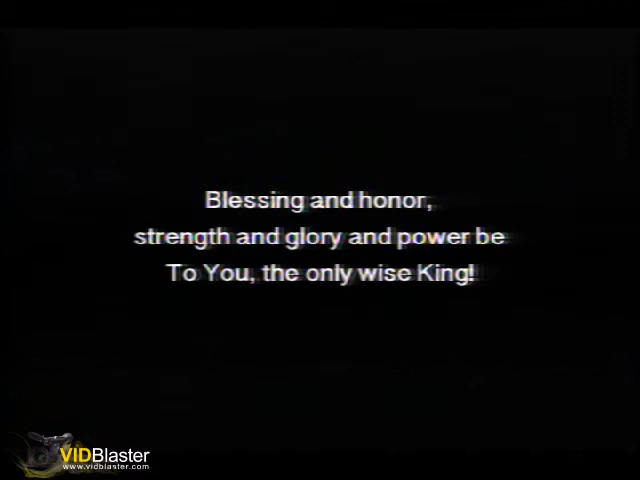 Blessing and honor,
strength and glory and power be
To You, the only wise King!
VIDBlaster
www.vidblaster.com